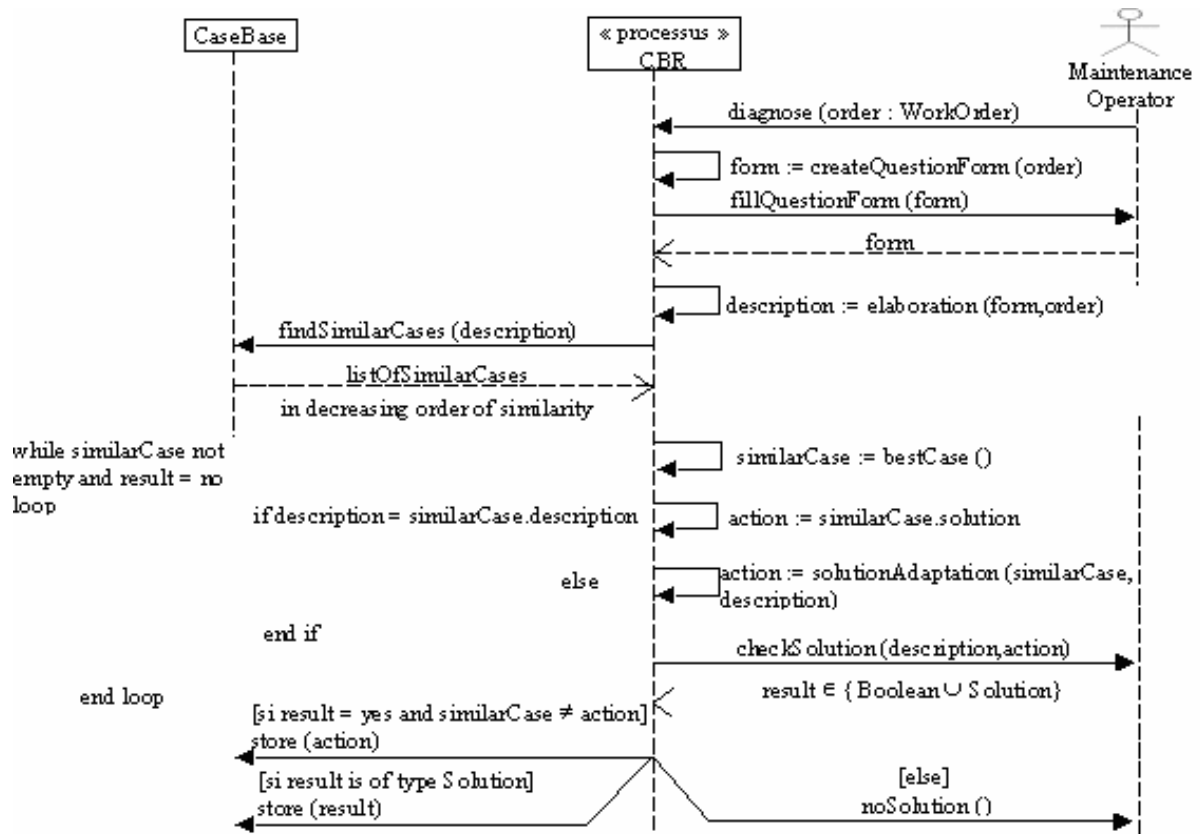 CaseBase
« processus »
CBR
Maintenance
Operator
diagnose (order : WorkOrder)
form := createQuestionForm (order)
fillQuestionForm (form)
form
description := elaboration (form,order)
findSimilarCases (description)
listOfSimilarCases
in decreasing order of similarity
while similarCase not
empty and result = no
loop
similarCase := bestCase ()
if description = similarCase.description
action := similarCase.solution
else
action := solutionAdaptation (similarCase,
description)
end if
checkSolution (description,action)
end loop
result ∈ {Boolean ∪ Solution}
[si result = yes and similarCase ≠ action]
store (action)
[si result is of type Solution]
store (result)
[else]
noSolution ()